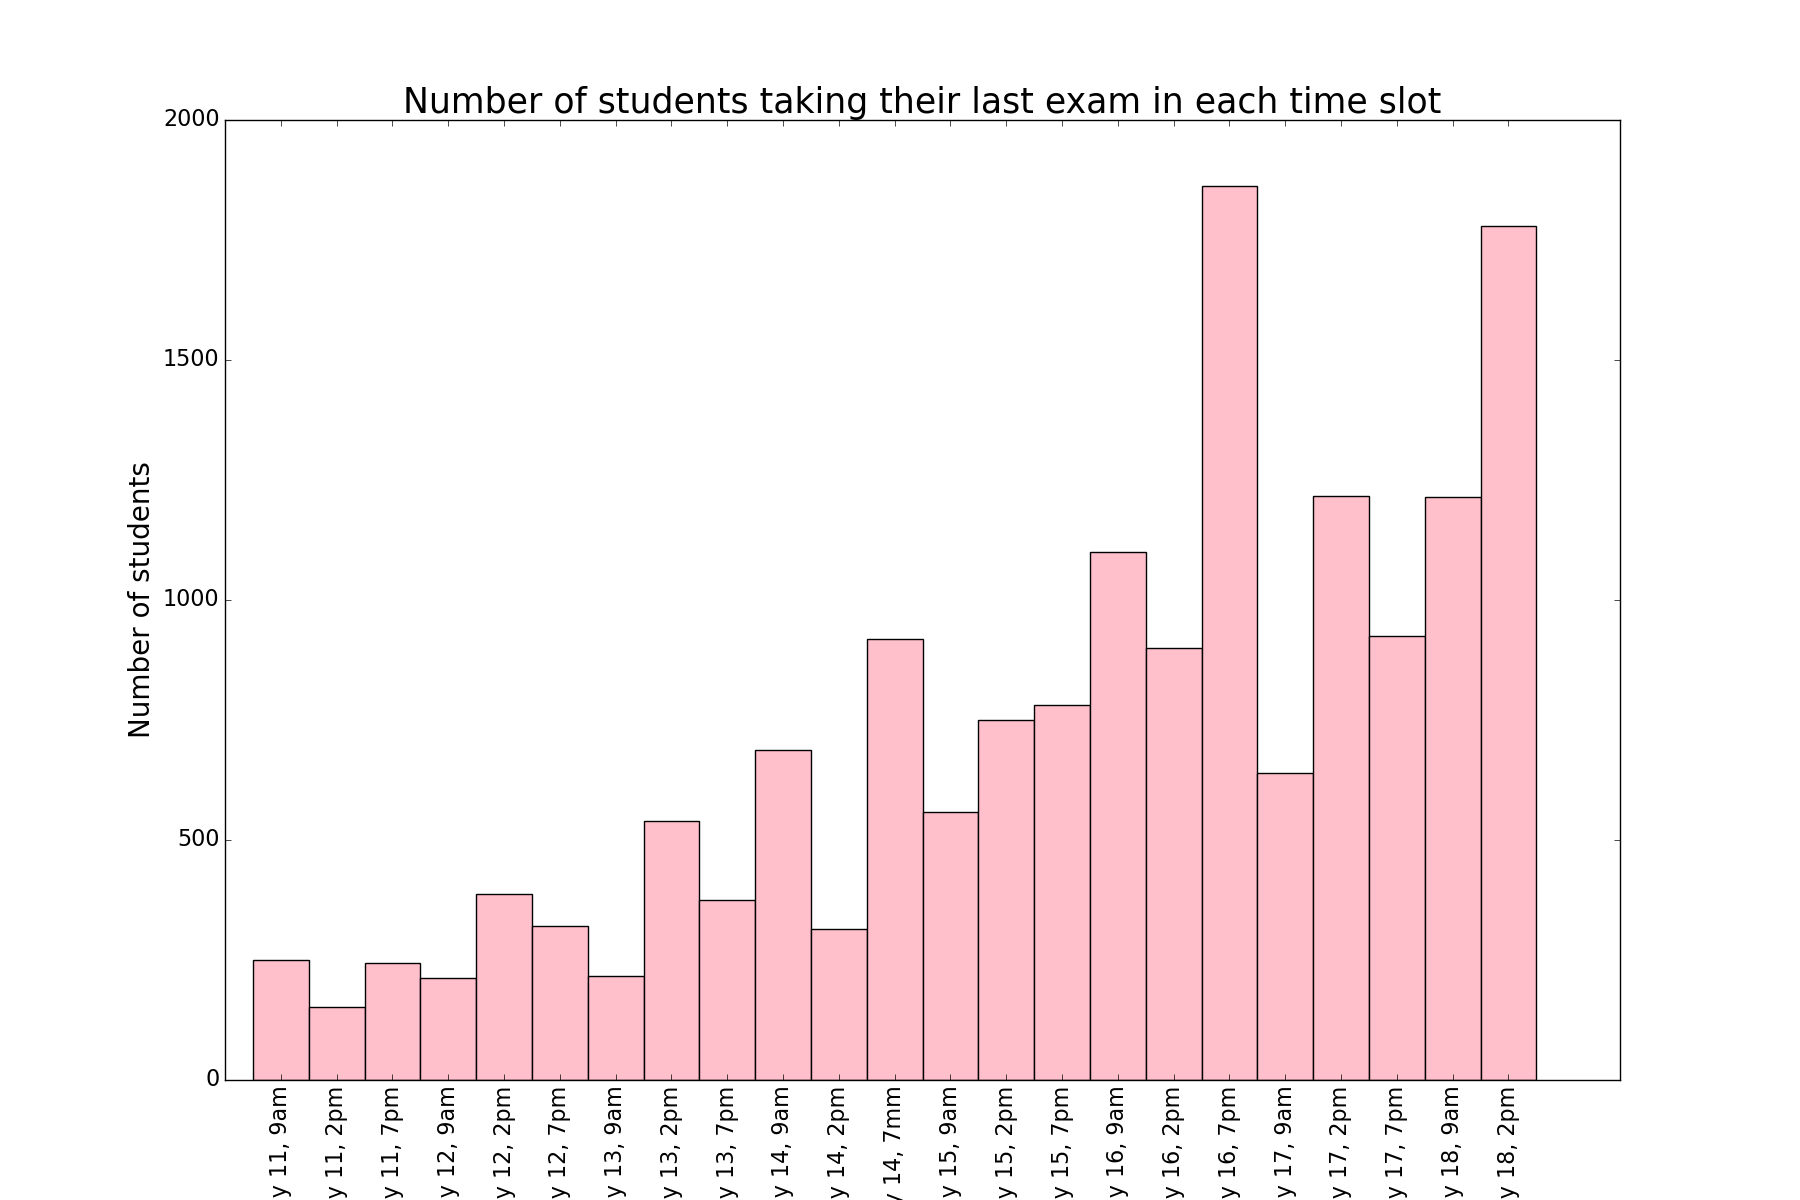 Number of students taking their last exam in each time slot
2000
1500
1000
500
0
Number of students
y 11, 9am
y 11, 2pm
y 11, 7pm
y 12, 9am
y 12, 2pm
y 12, 7pm
y 13, 9am
y 13, 2pm
y 13, 7pm
y 14, 9am
y 14, 2pm
y 14, 7mm
y 15, 9am
y 15, 2pm
y 15, 7pm
y 16, 9am
y 16, 2pm
y 16, 7pm
y 17, 9am
y 17, 2pm
y 17, 7pm
y 18, 9am
y 18, 2pm